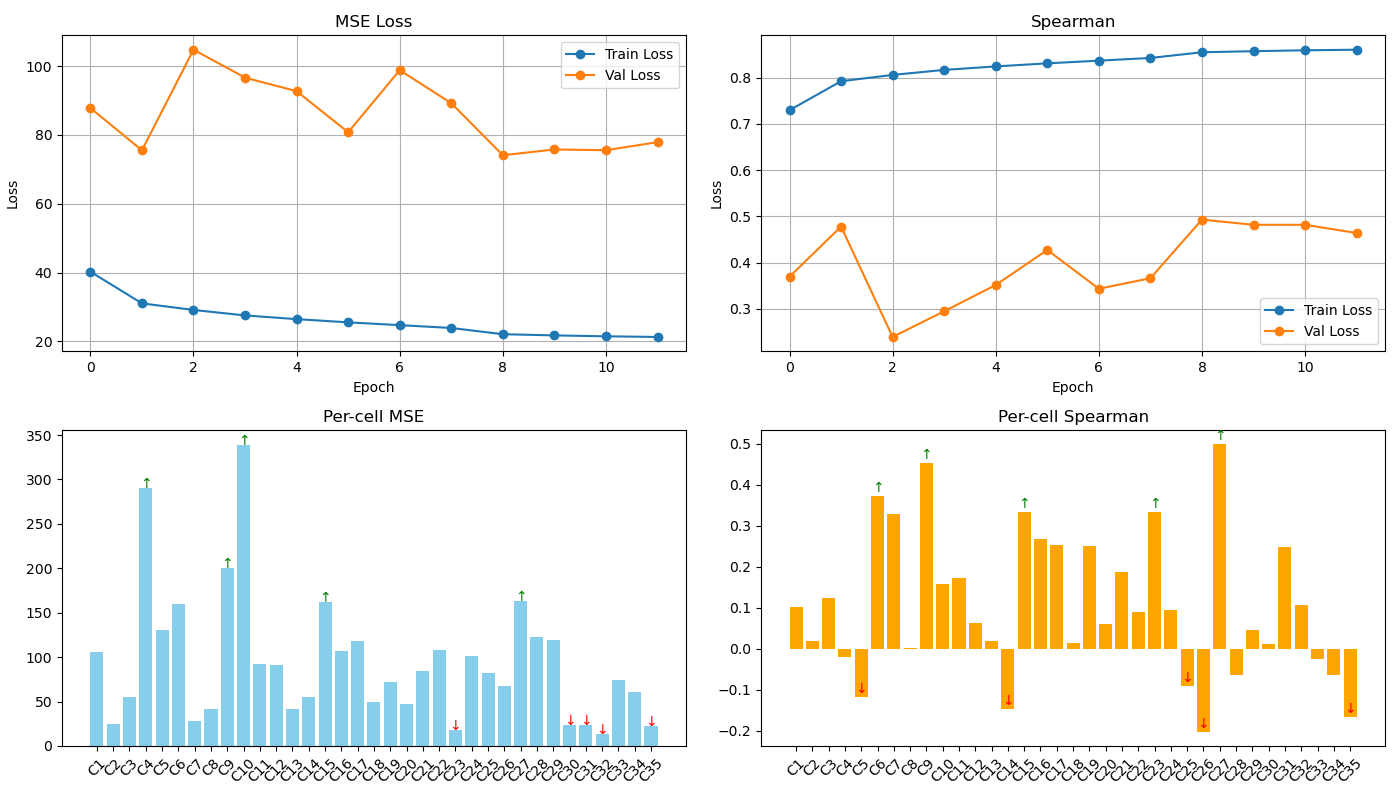 MSE Loss
Loss
100
80
60
40
20
Train Loss
Val Loss
0 2 4 6 8 10
Epoch
Spearman
Loss
0.8
0.7
0.6
0.5
0.4
0.3
Train Loss
Val Loss
0 2 4 6 8 10
Epoch
Per-cell MSE
350
300
250
200
150
100
50
0
↑ ↑ ↑ ↑ ↑ ↓ ↓ ↓ ↓ ↓
C1 C2 C3 C4 C5 C6 C7 C8 C9 C10 C11 C12 C13 C14 C15 C16 C17 C18 C19 C20 C21 C22 C23 C24 C25 C26 C27 C28 C29 C30 C31 C32 C33 C34 C35
Per-cell Spearman
0.5
0.4
0.3
0.2
0.1
0.0
−0.1
−0.2
↓ ↑ ↑ ↓ ↑ ↑ ↓ ↓ ↑ ↓
C1 C2 C3 C4 C5 C6 C7 C8 C9 C10 C11 C12 C13 C14 C15 C16 C17 C18 C19 C20 C21 C22 C23 C24 C25 C26 C27 C28 C29 C30 C31 C32 C33 C34 C35